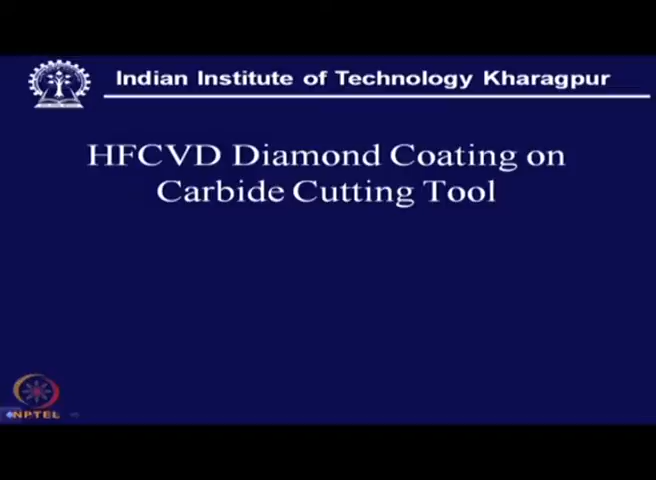 Indian Institute of Technology Kharagpur
HFCVD Diamond Coating on
Carbide Cutting Tool
NPTEL